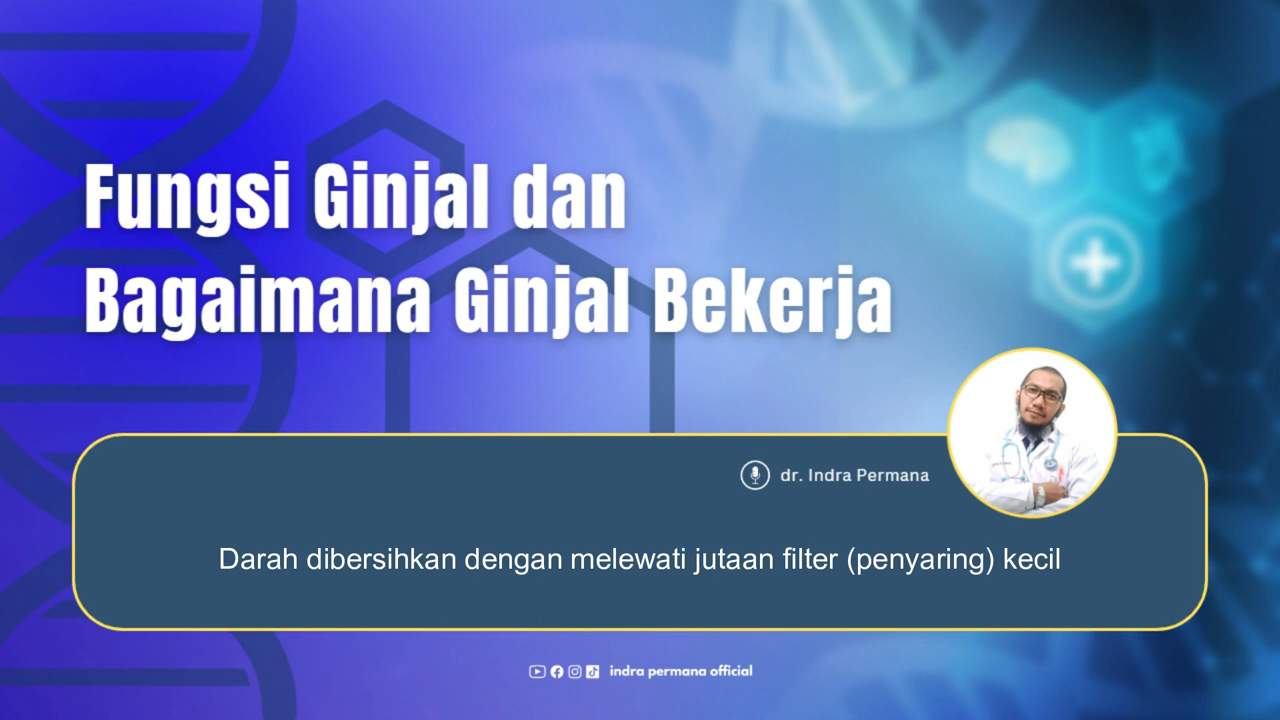 Fungsi Ginjal dan
Bagaimana Ginjal Bekerja
dr. Indra Permana
Darah dibersihkan dengan melewati jutaan filter (penyaring) kecil
indra permana official